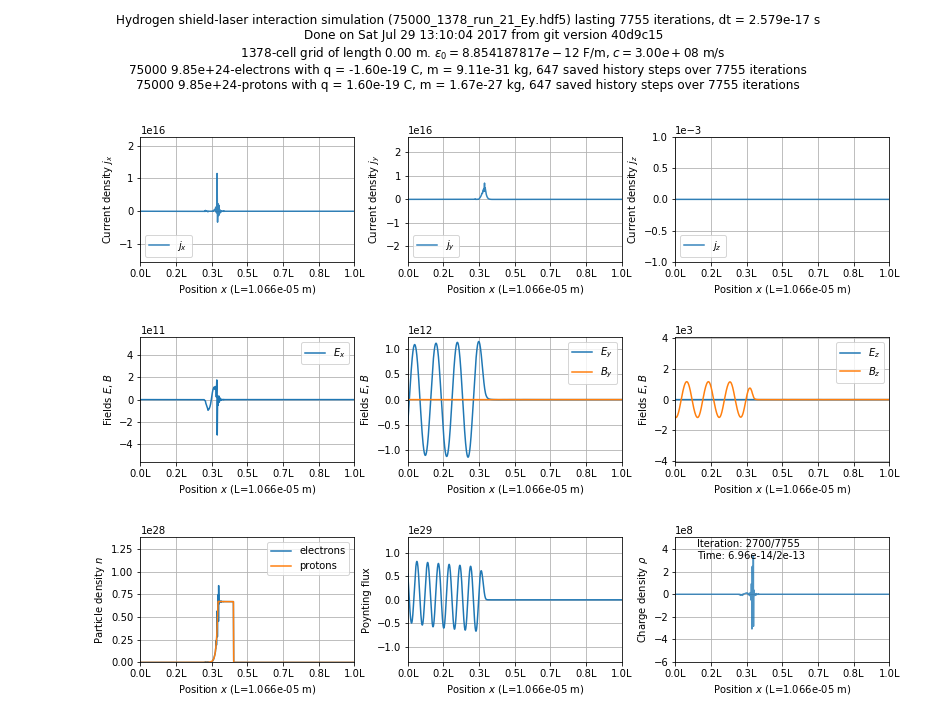 Hydrogen shield-laser interaction simulation (75000_1378_run_21_Ey.hdf5) lasting 7755 iterations, dt = 2.579e-17 s
Done on Sat Jul 29 13:10:04 2017 from git version 40d9c15
1378-cell grid of length 0.00 m. ε₀ = 8.854187817e − 12 F/m, c = 3.00e + 08 m/s
75000 9.85e+24-electrons with q = -1.60e-19 C, m = 9.11e-31 kg, 647 saved history steps over 7755 iterations
75000 9.85e+24-protons with q = 1.60e-19 C, m = 1.67e-27 kg, 647 saved history steps over 7755 iterations
1e16
Current density jₓ
2
1
0
−1
jₓ
0.0L 0.2L 0.3L 0.5L 0.7L 0.8L 1.0L
Position x (L=1.066e-05 m)
1e16
Current density j_y
2
1
0
−1
−2
j_y
0.0L 0.2L 0.3L 0.5L 0.7L 0.8L 1.0L
Position x (L=1.066e-05 m)
1e−3
Current density j_z
1.0
0.5
0.0
−0.5
−1.0
j_z
0.0L 0.2L 0.3L 0.5L 0.7L 0.8L 1.0L
Position x (L=1.066e-05 m)
1e11
Fields E, B
4
2
0
−2
−4
Eₓ
0.0L 0.2L 0.3L 0.5L 0.7L 0.8L 1.0L
Position x (L=1.066e-05 m)
1e12
Fields E, B
1.0
0.5
0.0
−0.5
−1.0
E_y
B_y
0.0L 0.2L 0.3L 0.5L 0.7L 0.8L 1.0L
Position x (L=1.066e-05 m)
1e3
Fields E, B
4
2
0
−2
−4
E_z
B_z
0.0L 0.2L 0.3L 0.5L 0.7L 0.8L 1.0L
Position x (L=1.066e-05 m)
1e28
Particle density n
1.25
1.00
0.75
0.50
0.25
0.00
electrons
protons
0.0L 0.2L 0.3L 0.5L 0.7L 0.8L 1.0L
Position x (L=1.066e-05 m)
1e29
Poynting flux
1.0
0.5
0.0
−0.5
−1.0
0.0L 0.2L 0.3L 0.5L 0.7L 0.8L 1.0L
Position x (L=1.066e-05 m)
1e8
Charge density ρ
4
2
0
−2
−4
−6
Iteration: 2700/7755
Time: 6.96e-14/2e-13
0.0L 0.2L 0.3L 0.5L 0.7L 0.8L 1.0L
Position x (L=1.066e-05 m)